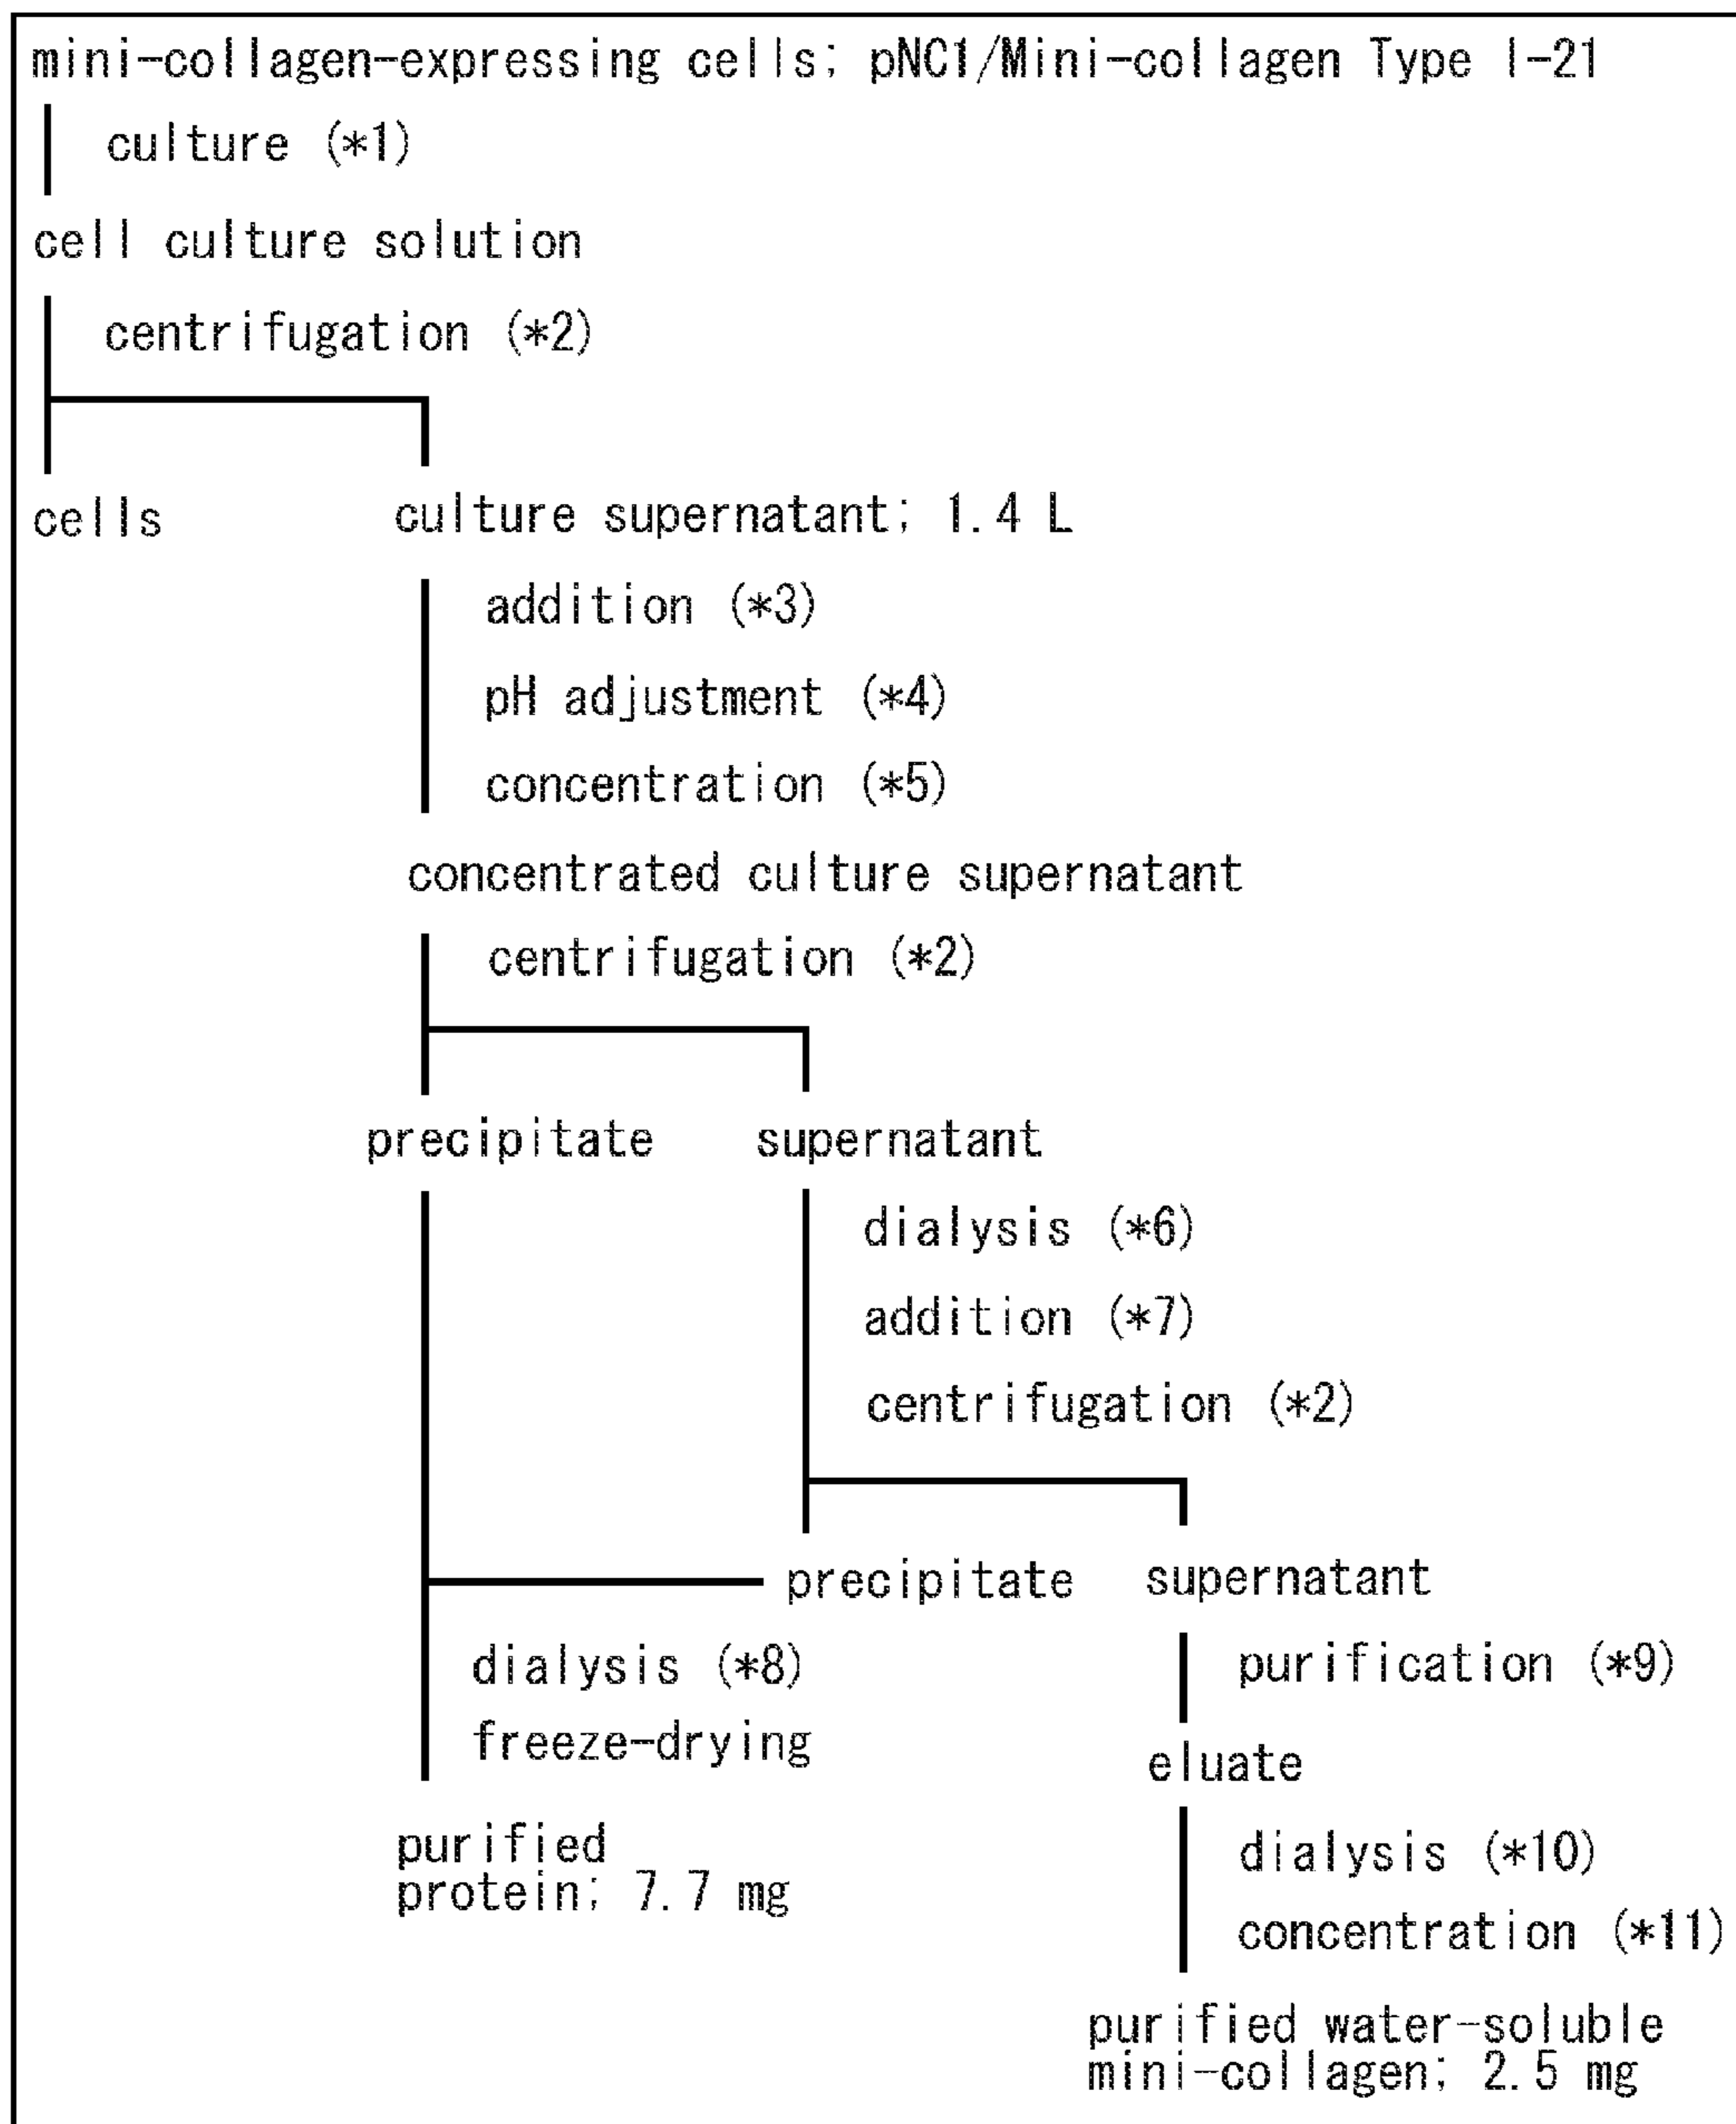 mini-collagen-expressing cells; pNC1/Mini-collagen Type I-21
culture (*1)
cell culture solution
centrifugation (*2)
cells
culture supernatant; 1.4 L
addition (*3)
pH adjustment (*4)
concentration (*5)
concentrated culture supernatant
centrifugation (*2)
precipitate
supernatant
dialysis (*6)
addition (*7)
centrifugation (*2)
precipitate
supernatant
dialysis (*8)
purification (*9)
freeze-drying
eluate
purified
protein; 7.7 mg
dialysis (*10)
concentration (*11)
purified water-soluble
mini-collagen; 2.5 mg